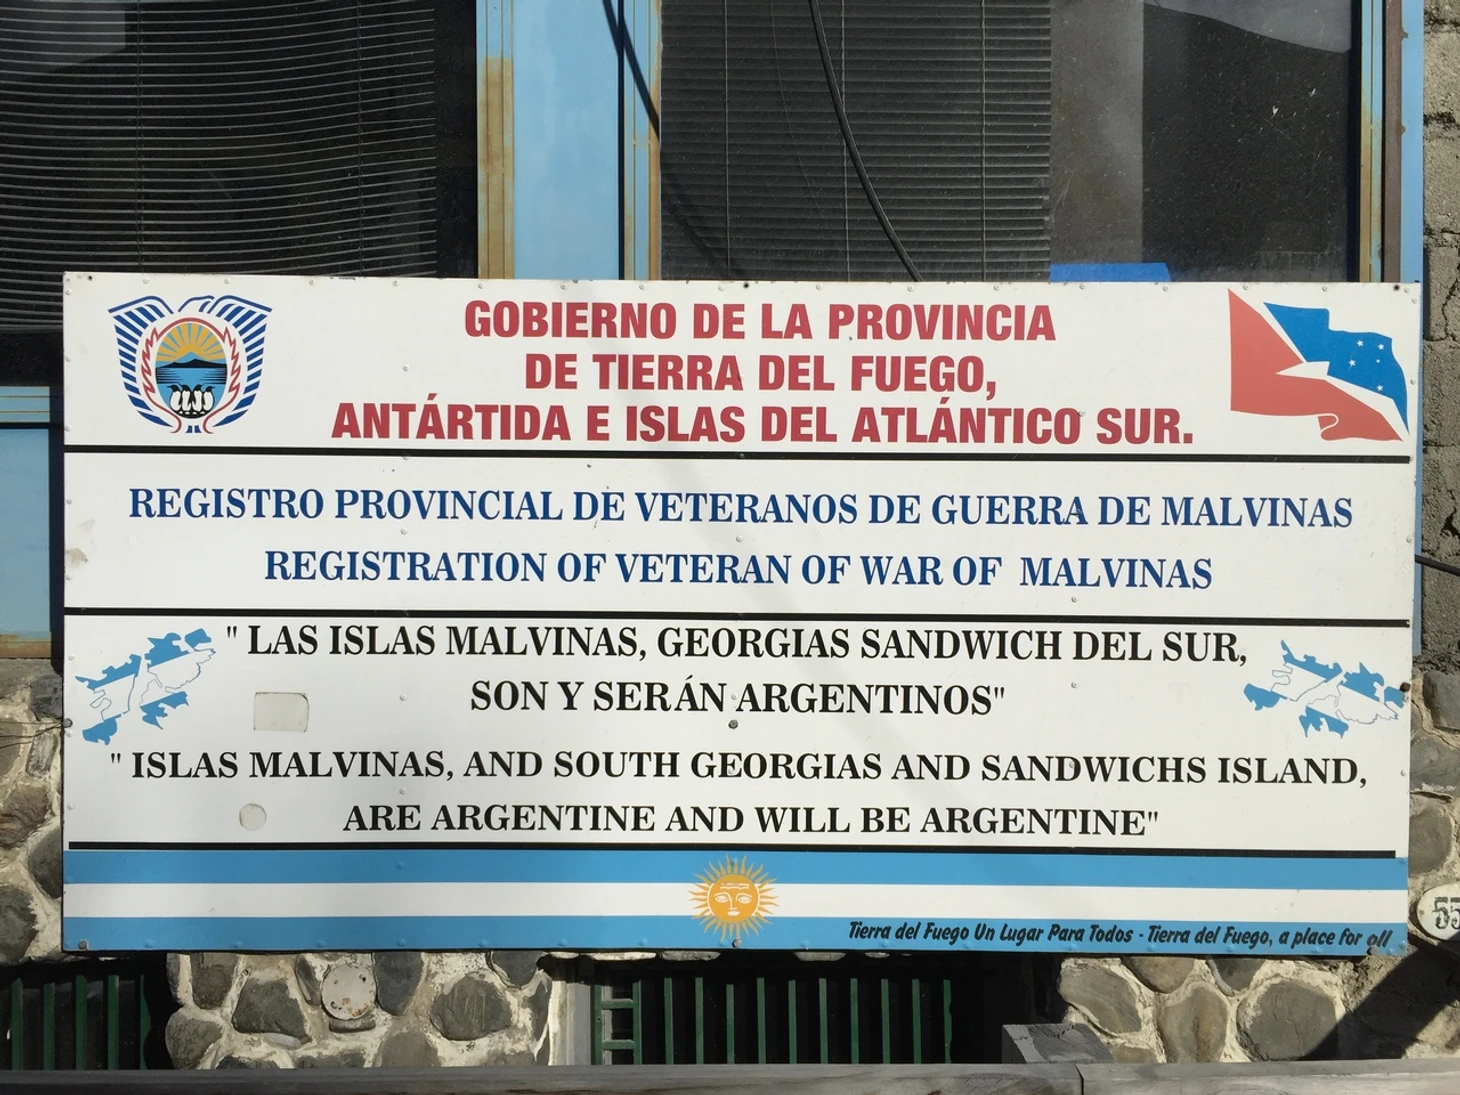 GOBIERNO DE LA PROVINCIA
DE TIERRA DEL FUEGO,
ANTÁRTIDA E ISLAS DEL ATLÁNTICO SUR.
REGISTRO PROVINCIAL DE VETERANOS DE GUERRA DE MALVINAS
REGISTRATION OF VETERAN OF WAR OF MALVINAS
" LAS ISLAS MALVINAS, GEORGIAS SANDWICH DEL SUR,
SON Y SERÁN ARGENTINOS"
" ISLAS MALVINAS, AND SOUTH GEORGIAS AND SANDWICHS ISLAND,
ARE ARGENTINE AND WILL BE ARGENTINE"
Tierra del Fuego Un Lugar Para Todos - Tierra del Fuego, a place for all